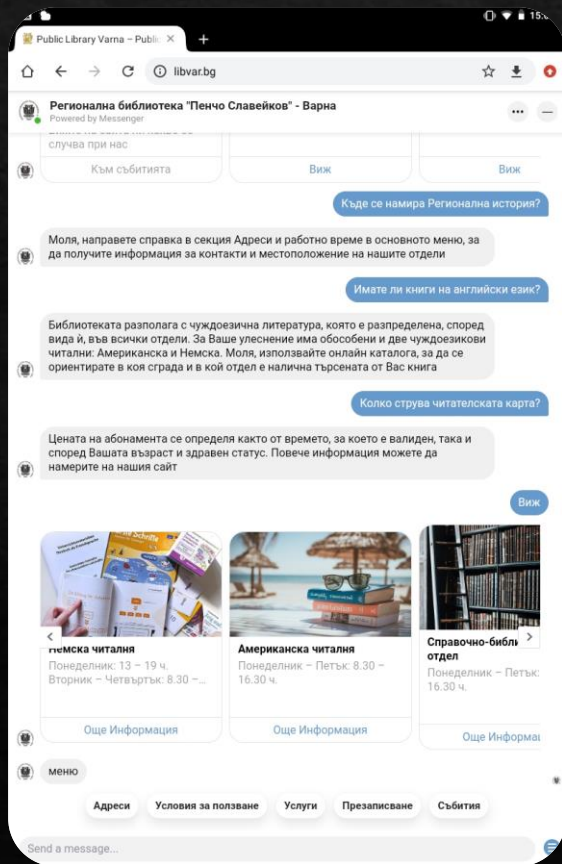 15:
Public Library Varna – Public
libvar.bg
Регионална библиотека "Пенчо Славейков" - Варна
Powered by Messenger
случва при нас
Към събитията
Виж
Виж
Къде се намира Регионална история?
Моля, направете справка в секция Адреси и работно време в основното меню, за
да получите информация за контакти и местоположение на нашите отдели
Имате ли книги на английски език?
Библиотеката разполага с чуждоезична литература, която е разпределена, според
вида ѝ, във всички отдели. За Ваше улеснение има обособени и две чуждоезикови
читални: Американска и Немска. Моля, използвайте онлайн каталога, за да се
ориентирате в коя сграда и в кой отдел е налична търсената от Вас книга
Колко струва читателската карта?
Цената на абонамента се определя както от времето, за което е валиден, така и
според Вашата възраст и здравен статус. Повече информация можете да
намерите на нашия сайт
Виж
Немска читалня
Понеделник: 13 – 19 ч.
Вторник – Четвъртък: 8.30 –...
Още Информация
Американска читалня
Понеделник – Петък: 8.30 –
16.30 ч.
Още Информация
Справочно-библи
отдел
Понеделник – Петък:
16.30 ч.
Още Информац
меню
Адреси
Условия за ползване
Услуги
Презаписване
Събития
Send a message...